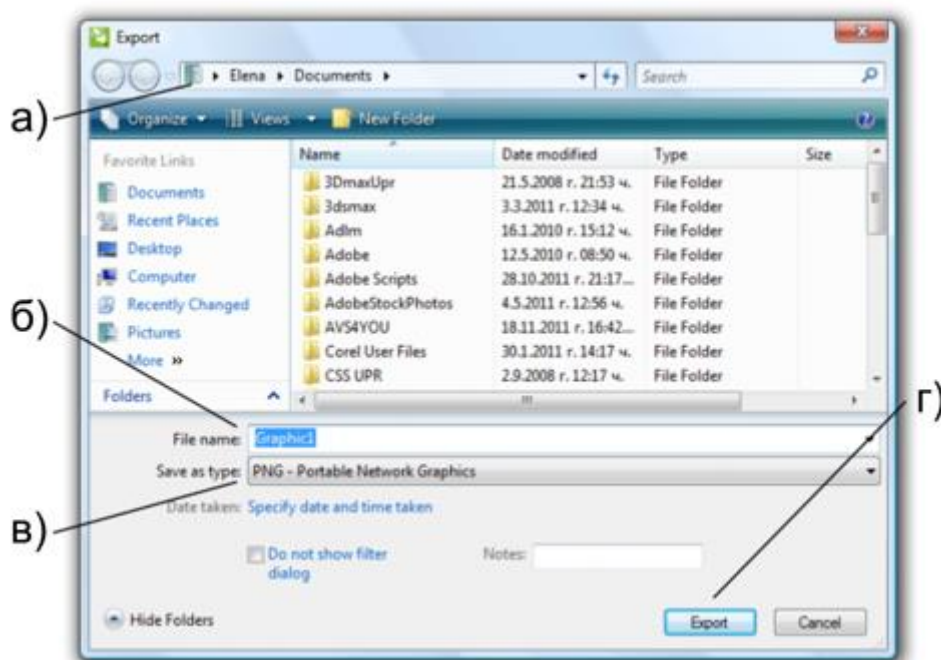 Export
а)
Elena ▸ Documents ▸
Search
Organize Views New Folder
Favorite Links
Documents
Recent Places
Desktop
Computer
Recently Changed
Pictures
More »
Folders
Name Date modified Type Size
3DmaxUpr 21.5.2008 г. 21:53 ч. File Folder
3dsmax 3.3.2011 г. 12:34 ч. File Folder
Adlm 16.1.2010 г. 15:12 ч. File Folder
Adobe 12.5.2010 г. 08:50 ч. File Folder
Adobe Scripts 28.10.2011 г. 21:17... File Folder
AdobeStockPhotos 4.5.2011 г. 12:56 ч. File Folder
AVS4YOU 18.11.2011 г. 16:42... File Folder
Corel User Files 30.1.2011 г. 14:17 ч. File Folder
CSS UPR 2.9.2008 г. 12:17 ч. File Folder
б)
г)
File name: Graphic1
Save as type: PNG - Portable Network Graphics
в)
Date taken: Specify date and time taken
Do not show filter
dialog
Notes:
Hide Folders
Export Cancel